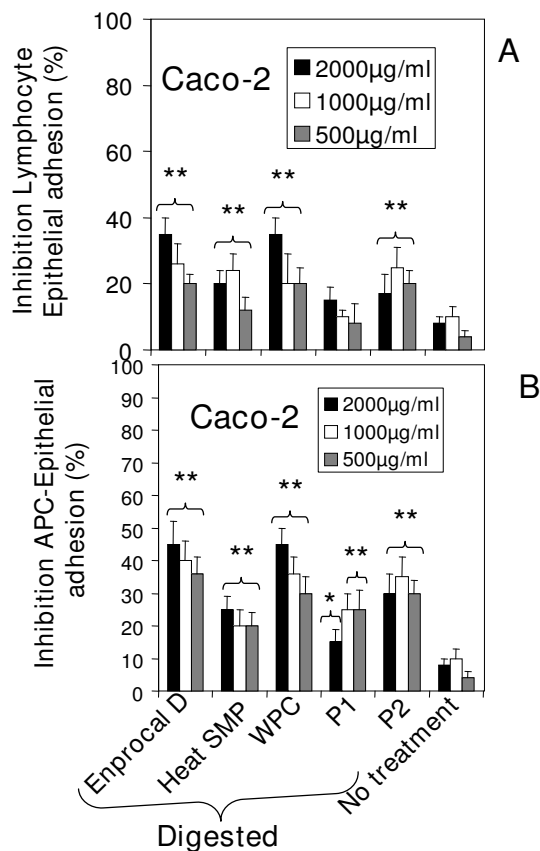 A
Inhibition Lymphocyte
Epithelial adhesion (%)
100
80
60
40
20
0
Caco-2
2000µg/ml
1000µg/ml
500µg/ml
**
**
**
**
B
Inhibition APC-Epithelial
adhesion (%)
100
90
80
70
60
50
40
30
20
10
0
Caco-2
2000µg/ml
1000µg/ml
500µg/ml
**
**
**
*
**
**
Enprocal D
Heat SMP
WPC
P1
P2
No treatment
Digested